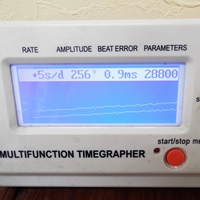 RATE AMPLITUDE BEAT ERROR PARAMETERS
+5s/d 256° 0.9ms 28800
start/stop
MULTIFUNCTION TIMEGRAPHER